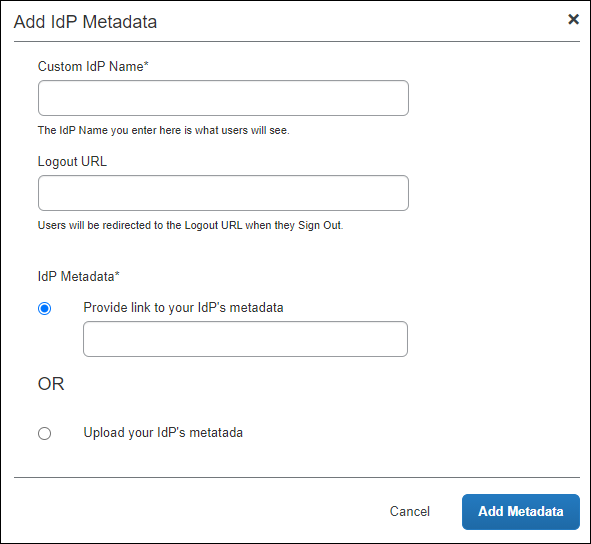 Add IdP Metadata
Custom IdP Name*
The IdP Name you enter here is what users will see.
Logout URL
Users will be redirected to the Logout URL when they Sign Out.
IdP Metadata*
Provide link to your IdP's metadata
OR
Upload your IdP's metatada
Cancel
Add Metadata